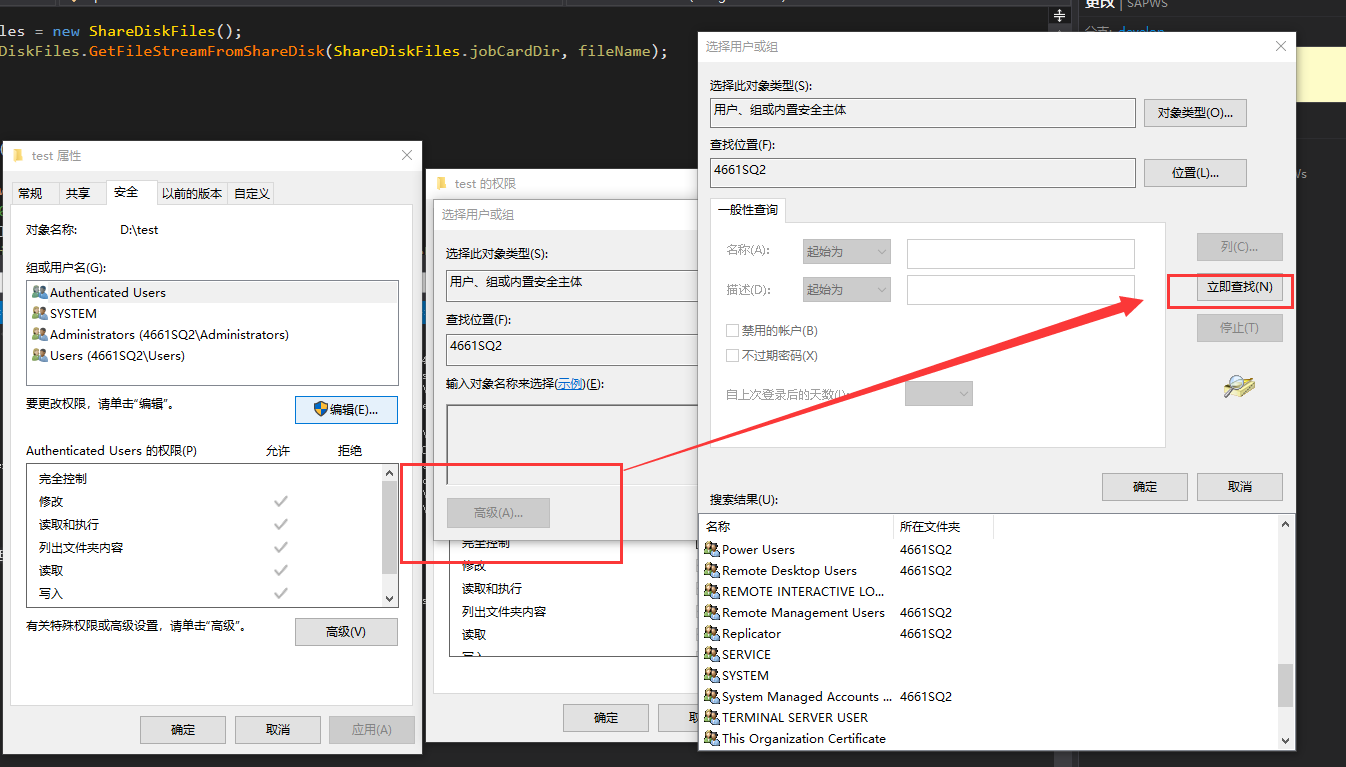 les = new ShareDiskFiles();
DiskFiles.GetFileStreamFromShareDisk(ShareDiskFiles.jobCardDir, fileName);
更改 | SAPWS
分支: develop
test 属性
常规 共享 安全 以前的版本 自定义
对象名称: D:\test
组或用户名(G):
Authenticated Users
SYSTEM
Administrators (4661SQ2\Administrators)
Users (4661SQ2\Users)
要更改权限，请单击“编辑”。
编辑(E)...
Authenticated Users 的权限(P) 允许 拒绝
完全控制
修改
读取和执行
列出文件夹内容
读取
写入
有关特殊权限或高级设置，请单击“高级”。
高级(V)
确定 取消 应用(A)
test 的权限
选择用户或组
选择此对象类型(S):
用户、组或内置安全主体
查找位置(F):
4661SQ2
输入对象名称来选择(示例)(E):
高级(A)...
完全控制
修改
读取和执行
列出文件夹内容
读取
写入
确定
选择用户或组
选择此对象类型(S):
用户、组或内置安全主体 对象类型(O)...
查找位置(F):
4661SQ2 位置(L)...
一般性查询
名称(A): 起始为
描述(D): 起始为
禁用的帐户(B)
不过期密码(X)
自上次登录后的天数(I):
列(C)...
立即查找(N)
停止(T)
确定 取消
搜索结果(U):
名称 所在文件夹
Power Users 4661SQ2
Remote Desktop Users 4661SQ2
REMOTE INTERACTIVE LO...
Remote Management Users 4661SQ2
Replicator 4661SQ2
SERVICE
SYSTEM
System Managed Accounts ... 4661SQ2
TERMINAL SERVER USER
This Organization Certificate